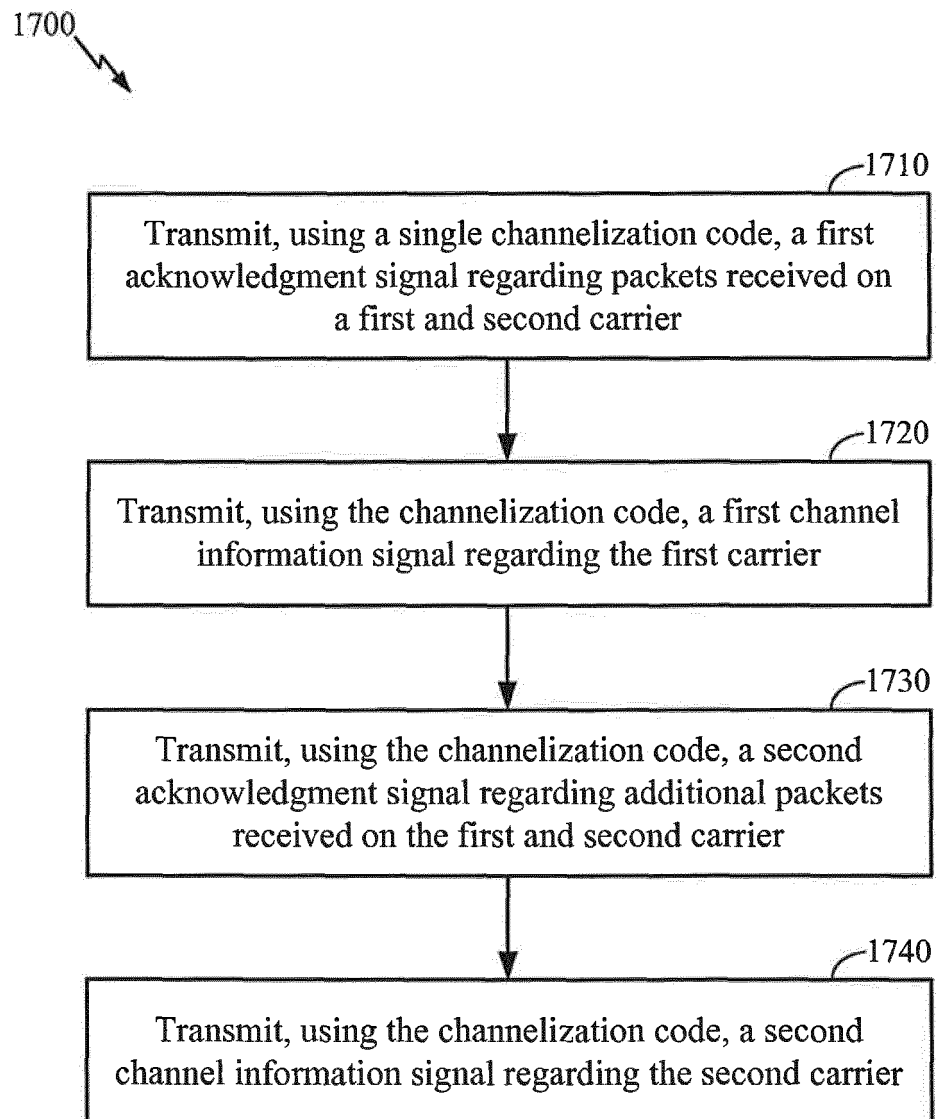 1700
1710
Transmit, using a single channelization code, a first
acknowledgment signal regarding packets received on
a first and second carrier
1720
Transmit, using the channelization code, a first channel
information signal regarding the first carrier
1730
Transmit, using the channelization code, a second
acknowledgment signal regarding additional packets
received on the first and second carrier
1740
Transmit, using the channelization code, a second
channel information signal regarding the second carrier